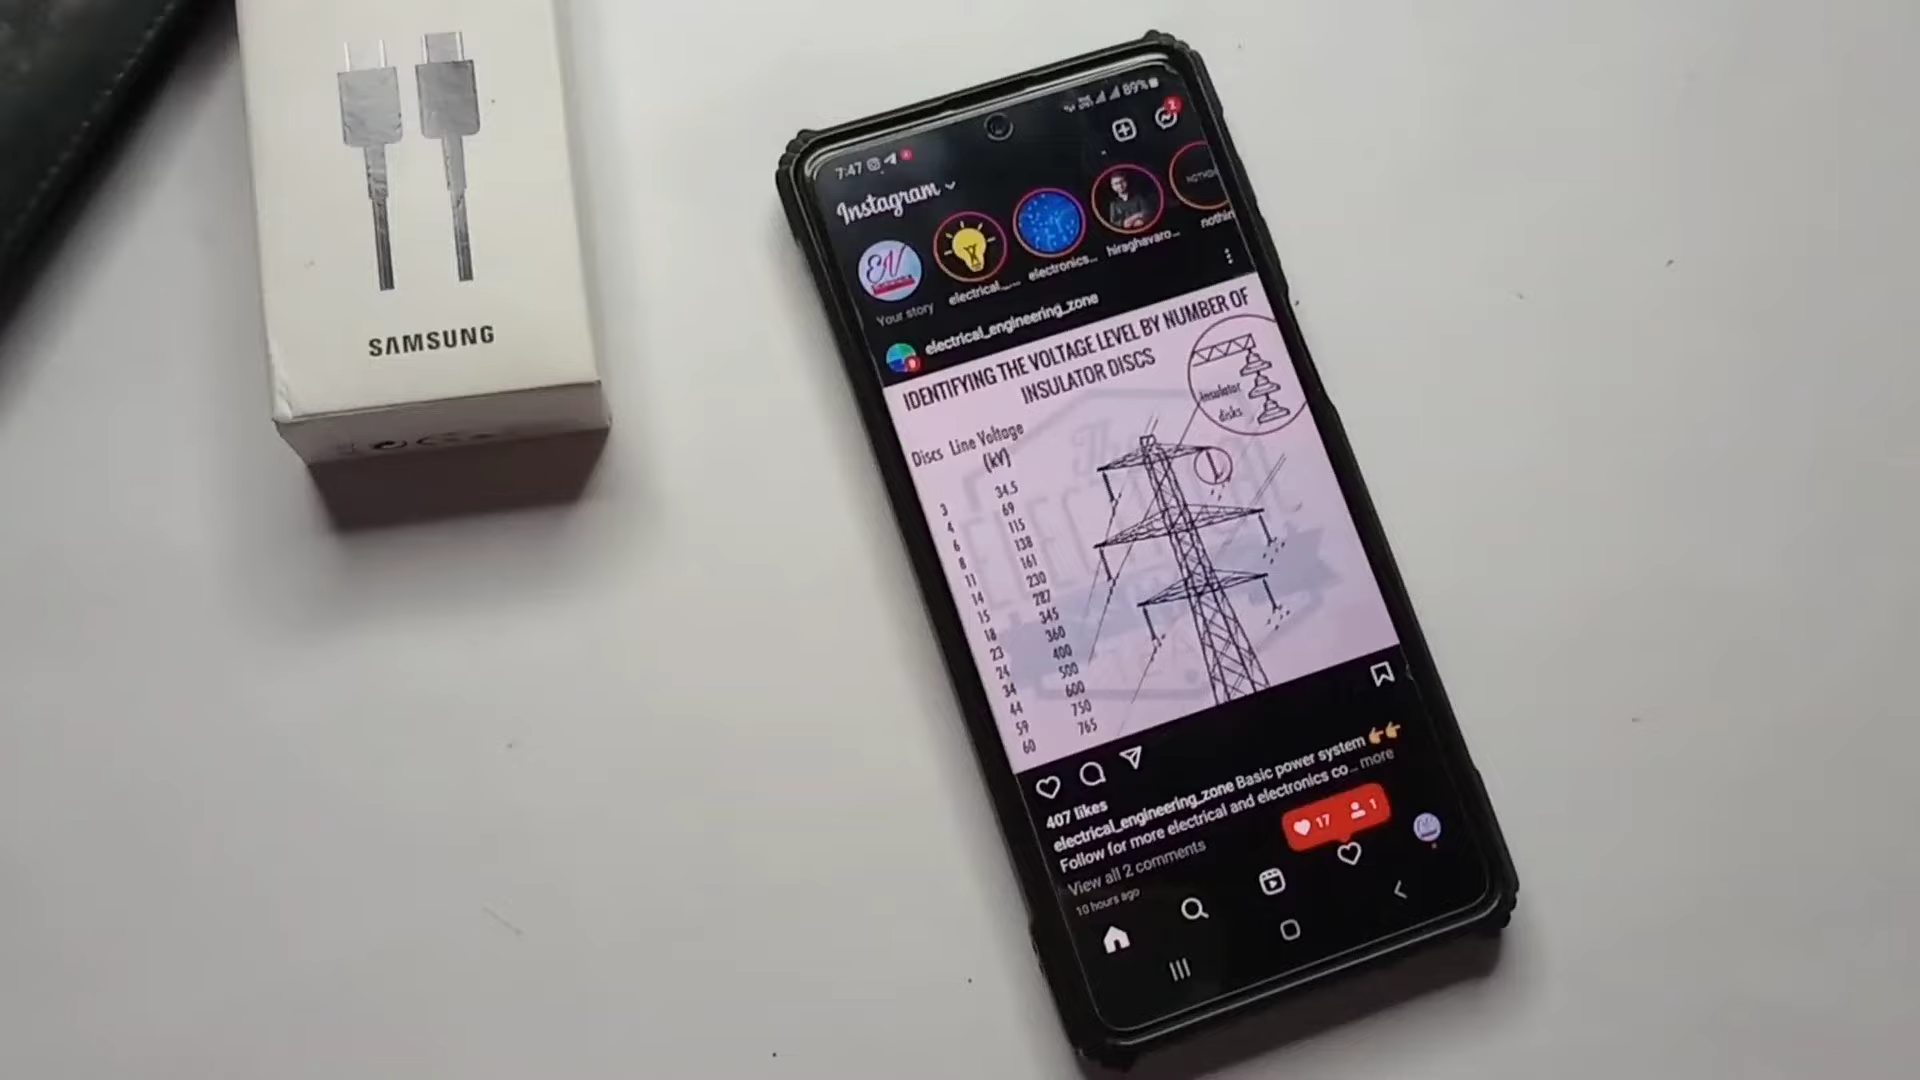 SAMSUNG
7:47
89%
2
Instagram
Your story
electrical_...
electronics...
hiraghavaro...
nothin
electrical_engineering_zone
IDENTIFYING THE VOLTAGE LEVEL BY NUMBER OF
INSULATOR DISCS
Insulator
disks
Discs Line Voltage
(kV)
3 34.5
4 69
6 115
8 138
11 161
14 230
15 287
18 345
23 360
24 400
34 500
44 600
59 750
60 765
407 likes
electrical_engineering_zone Basic power system 👉👉
Follow for more electrical and electronics co... more
View all 2 comments
10 hours ago
17 1